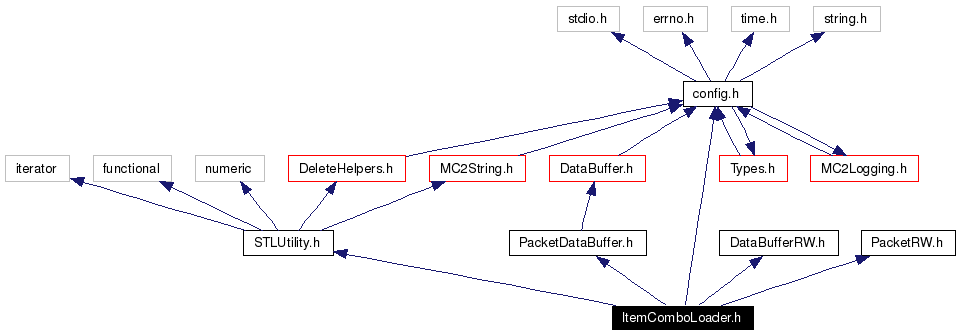 stdio.h errno.h time.h string.h
config.h
iterator functional numeric DeleteHelpers.h MC2String.h DataBuffer.h Types.h MC2Logging.h
STLUtility.h PacketDataBuffer.h DataBufferRW.h PacketRW.h
ItemComboLoader.h